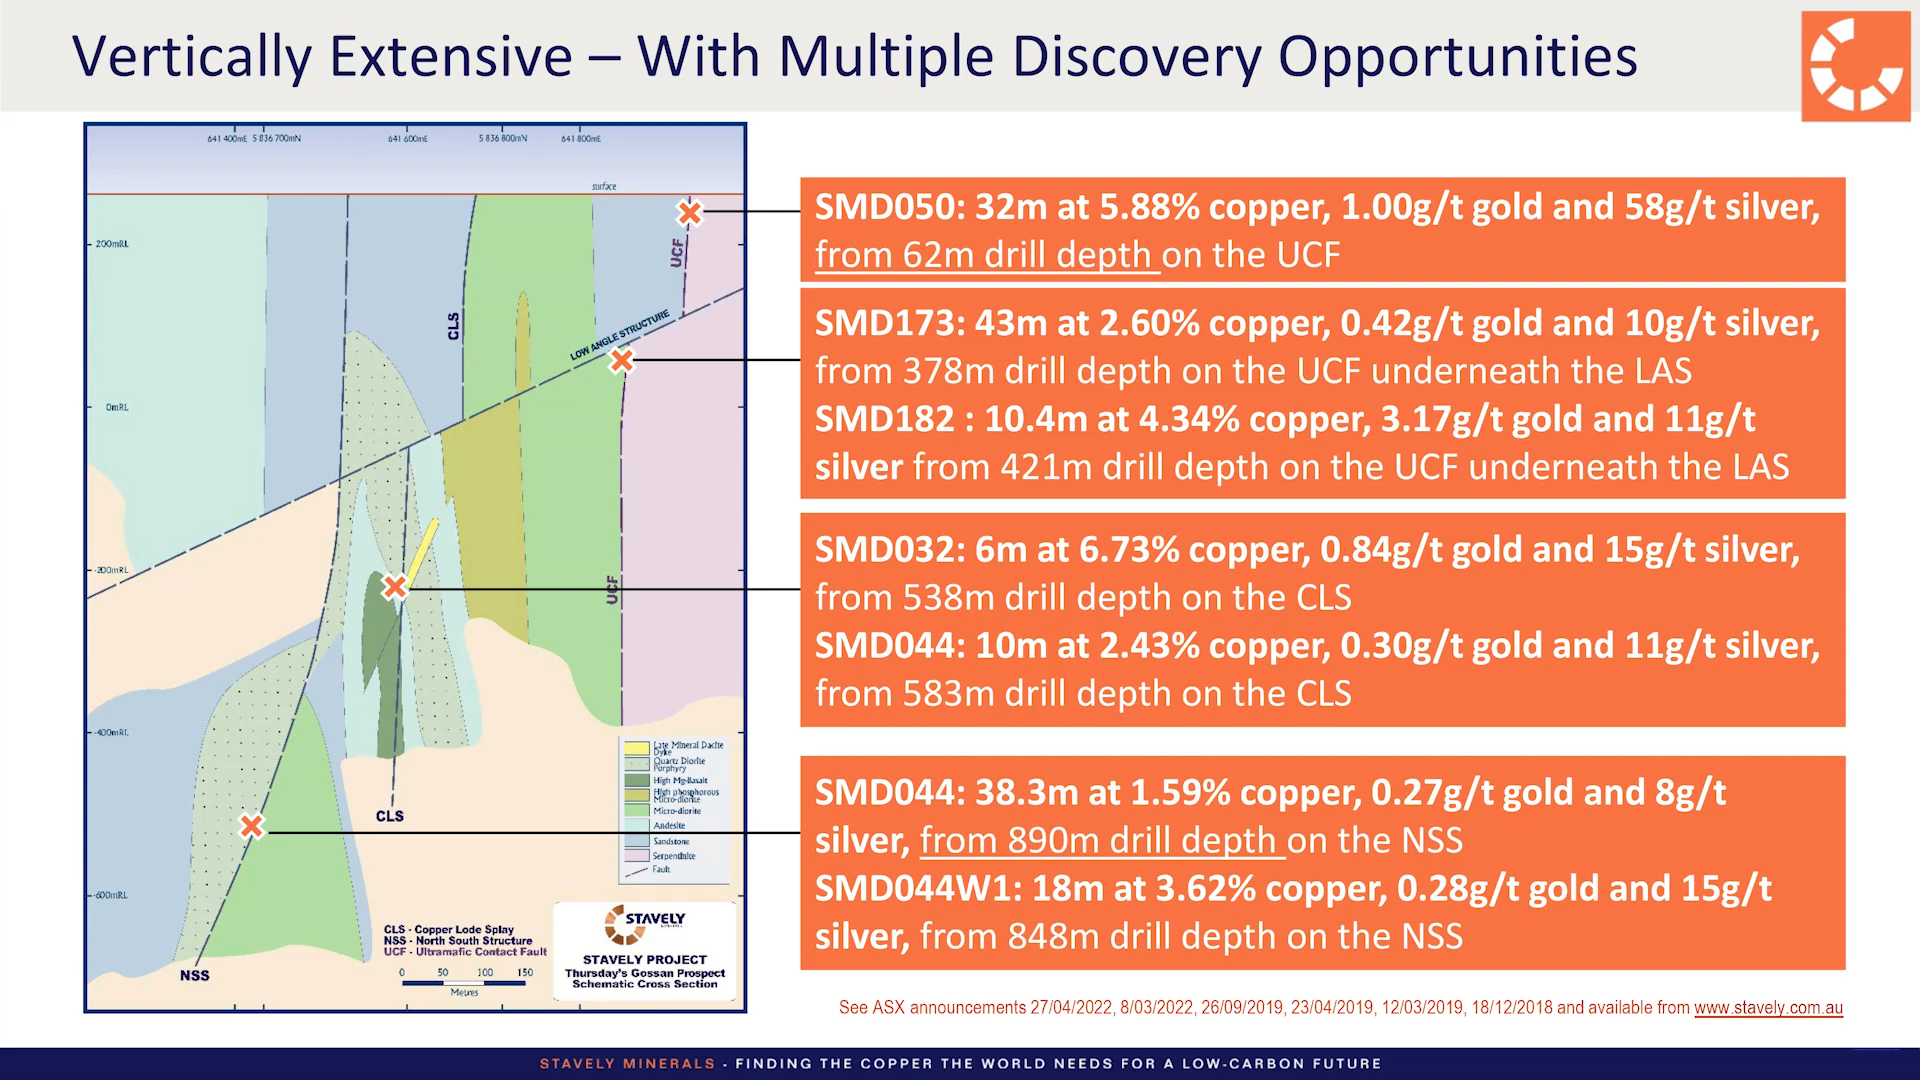 Vertically Extensive – With Multiple Discovery Opportunities
641 400mE 5 836 700mN 641 600mE 5 836 800mN 641 800mE
surface
200mRL
UCF
CLS
LOW ANGLE STRUCTURE
0mRL
-200mRL
UCF
-400mRL
CLS
-600mRL
NSS
Late Mineral Dacite
Dyke
Quartz Diorite
Porphyry
High Mg-Basalt
High phosphorous
Micro-diorite
Micro-diorite
Andesite
Sandstone
Serpentinite
Fault
CLS - Copper Lode Splay
NSS - North South Structure
UCF - Ultramafic Contact Fault
0 50 100 150
Metres
STAVELY
MINERALS
STAVELY PROJECT
Thursday's Gossan Prospect
Schematic Cross Section
SMD050: 32m at 5.88% copper, 1.00g/t gold and 58g/t silver,
from 62m drill depth on the UCF
SMD173: 43m at 2.60% copper, 0.42g/t gold and 10g/t silver,
from 378m drill depth on the UCF underneath the LAS
SMD182 : 10.4m at 4.34% copper, 3.17g/t gold and 11g/t
silver from 421m drill depth on the UCF underneath the LAS
SMD032: 6m at 6.73% copper, 0.84g/t gold and 15g/t silver,
from 538m drill depth on the CLS
SMD044: 10m at 2.43% copper, 0.30g/t gold and 11g/t silver,
from 583m drill depth on the CLS
SMD044: 38.3m at 1.59% copper, 0.27g/t gold and 8g/t
silver, from 890m drill depth on the NSS
SMD044W1: 18m at 3.62% copper, 0.28g/t gold and 15g/t
silver, from 848m drill depth on the NSS
See ASX announcements 27/04/2022, 8/03/2022, 26/09/2019, 23/04/2019, 12/03/2019, 18/12/2018 and available from www.stavely.com.au
STAVELY MINERALS - FINDING THE COPPER THE WORLD NEEDS FOR A LOW-CARBON FUTURE